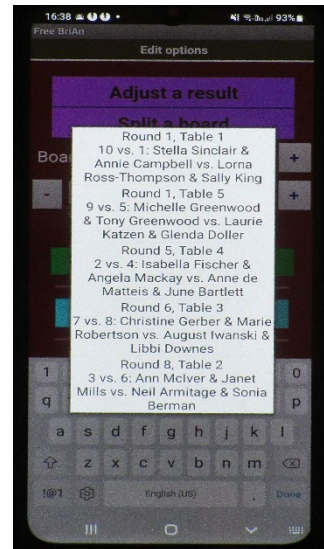 16:38
93%
Free BriAn
Edit options
Adjust a result
Split a board
Boa
+
-
+
Round 1, Table 1
10 vs. 1: Stella Sinclair &
Annie Campbell vs. Lorna
Ross-Thompson & Sally King
Round 1, Table 5
9 vs. 5: Michelle Greenwood
& Tony Greenwood vs. Laurie
Katzen & Glenda Doller
Round 5, Table 4
2 vs. 4: Isabella Fischer &
Angela Mackay vs. Anne de
Matteis & June Bartlett
Round 6, Table 3
7 vs. 8: Christine Gerber & Marie
Robertson vs. August Iwanski &
Libbi Downes
Round 8, Table 2
3 vs. 6: Ann McIver & Janet
Mills vs. Neil Armitage & Sonia
Berman
1 0
q p
a s d f g h j k l
z x c v b n m
!@1 English (US) . Done